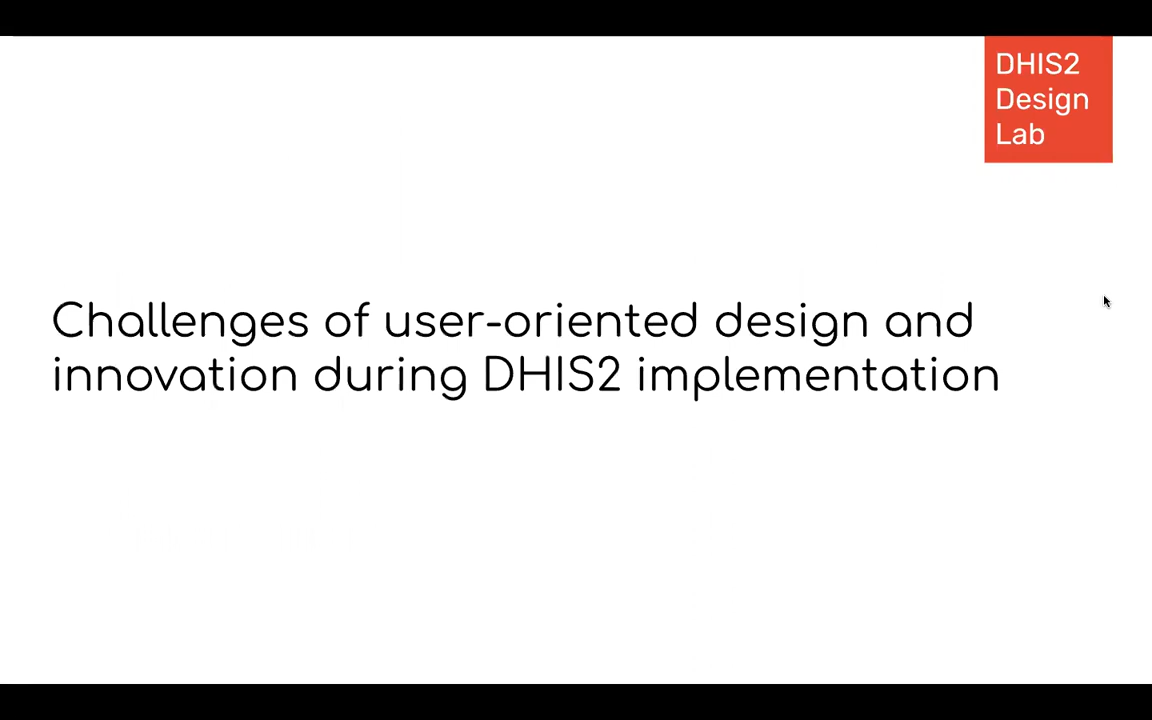 DHIS2
Design
Lab
Challenges of user-oriented design and
innovation during DHIS2 implementation